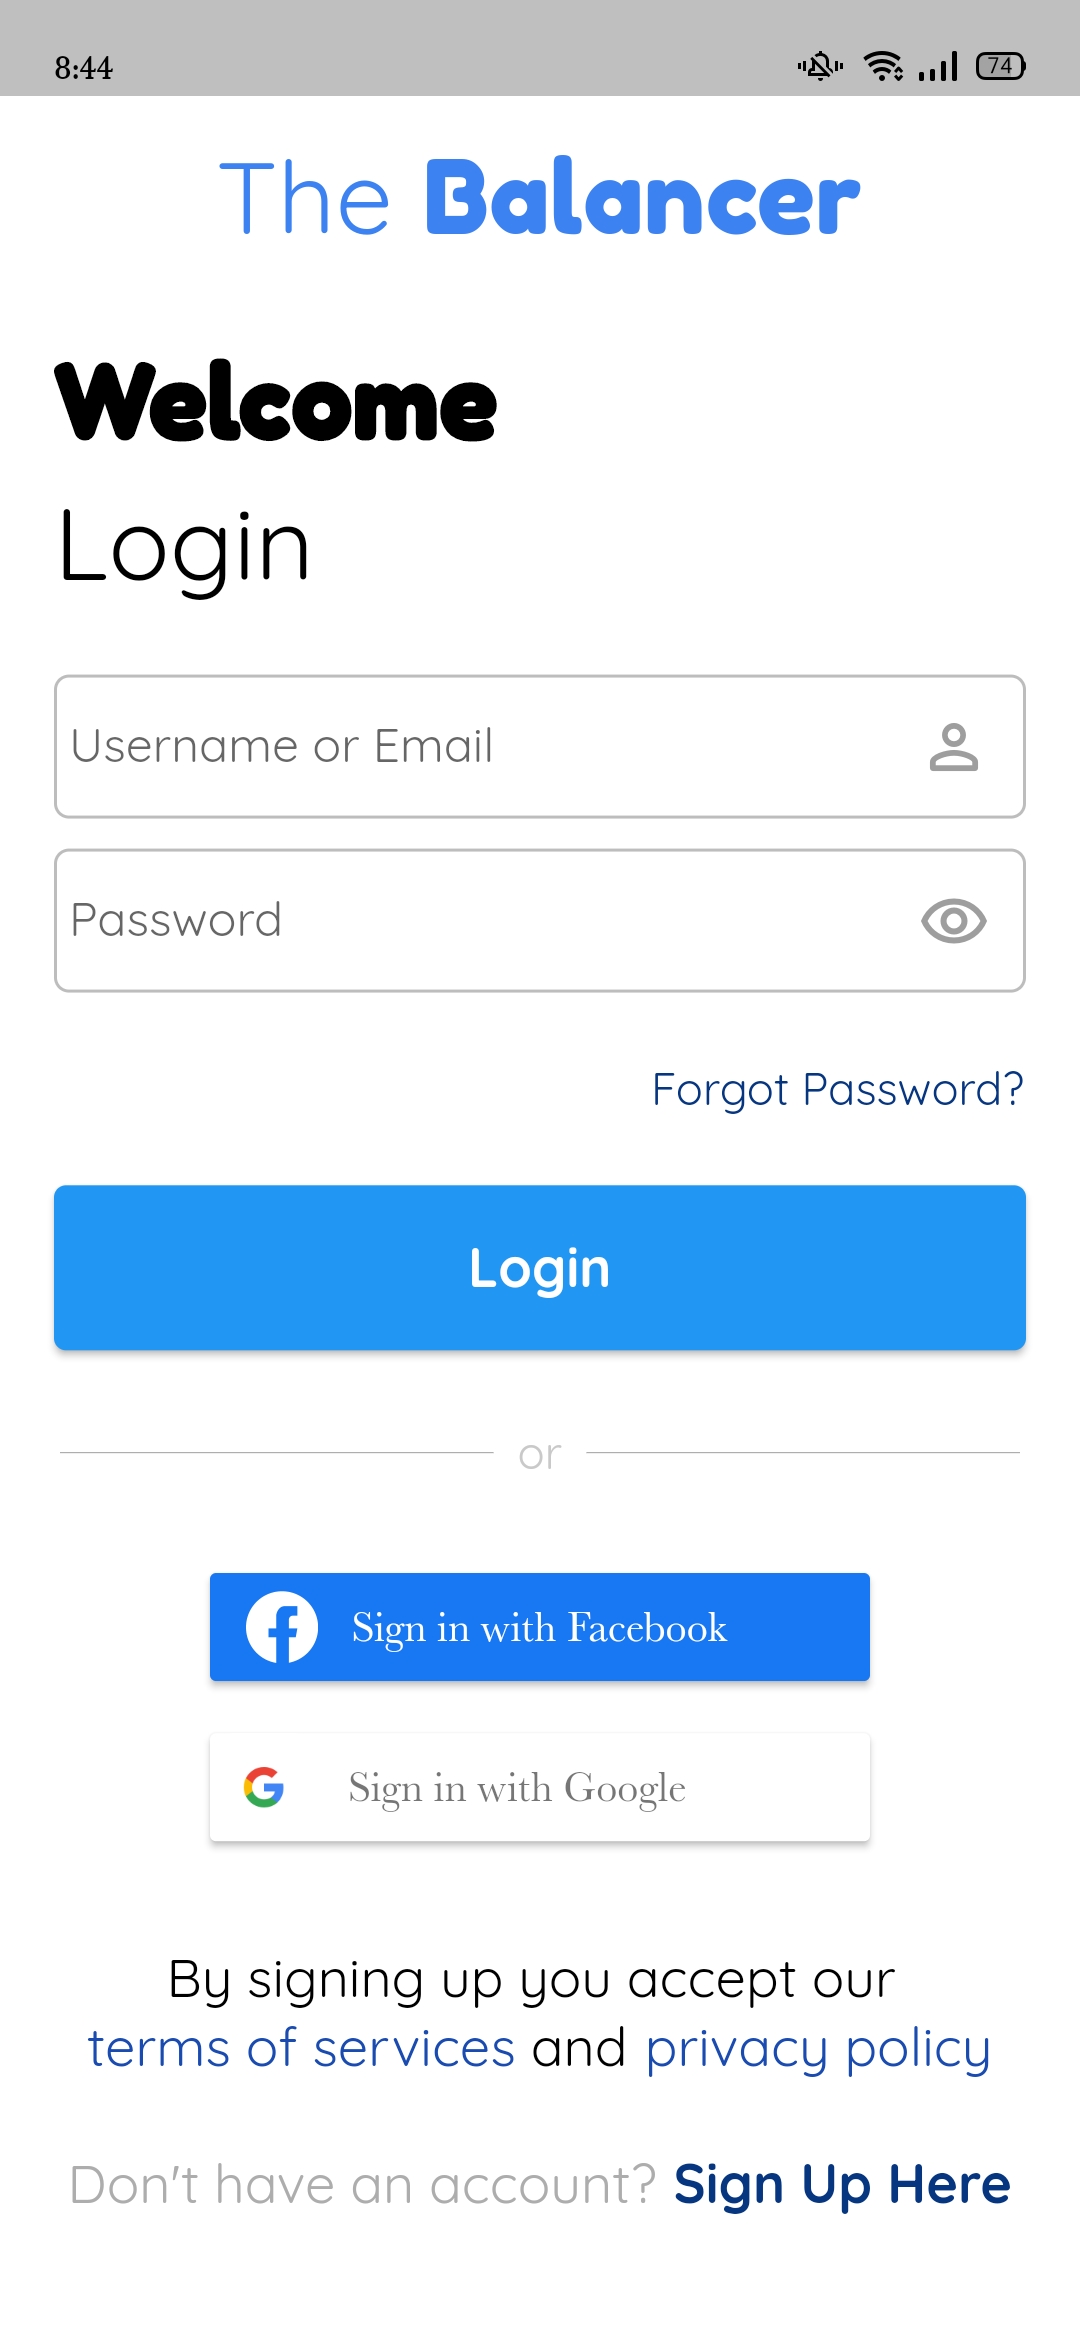 8:44
74
The Balancer
Welcome
Login
Username or Email
Password
Forgot Password?
Login
or
Sign in with Facebook
Sign in with Google
By signing up you accept our
terms of services and privacy policy
Don't have an account? Sign Up Here